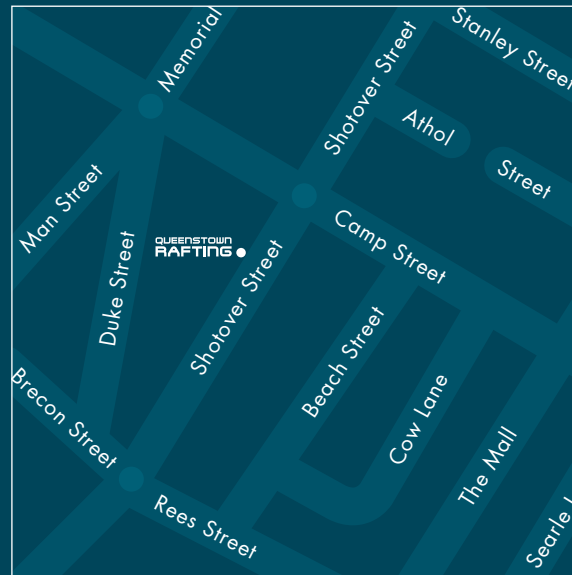 Memorial
Shotover Street
Stanley Street
Athol
Street
Man Street
Duke Street
QUEENSTOWN
RAFTING
Shotover Street
Camp Street
Beach Street
Cow Lane
The Mall
Brecon Street
Rees Street
Searle